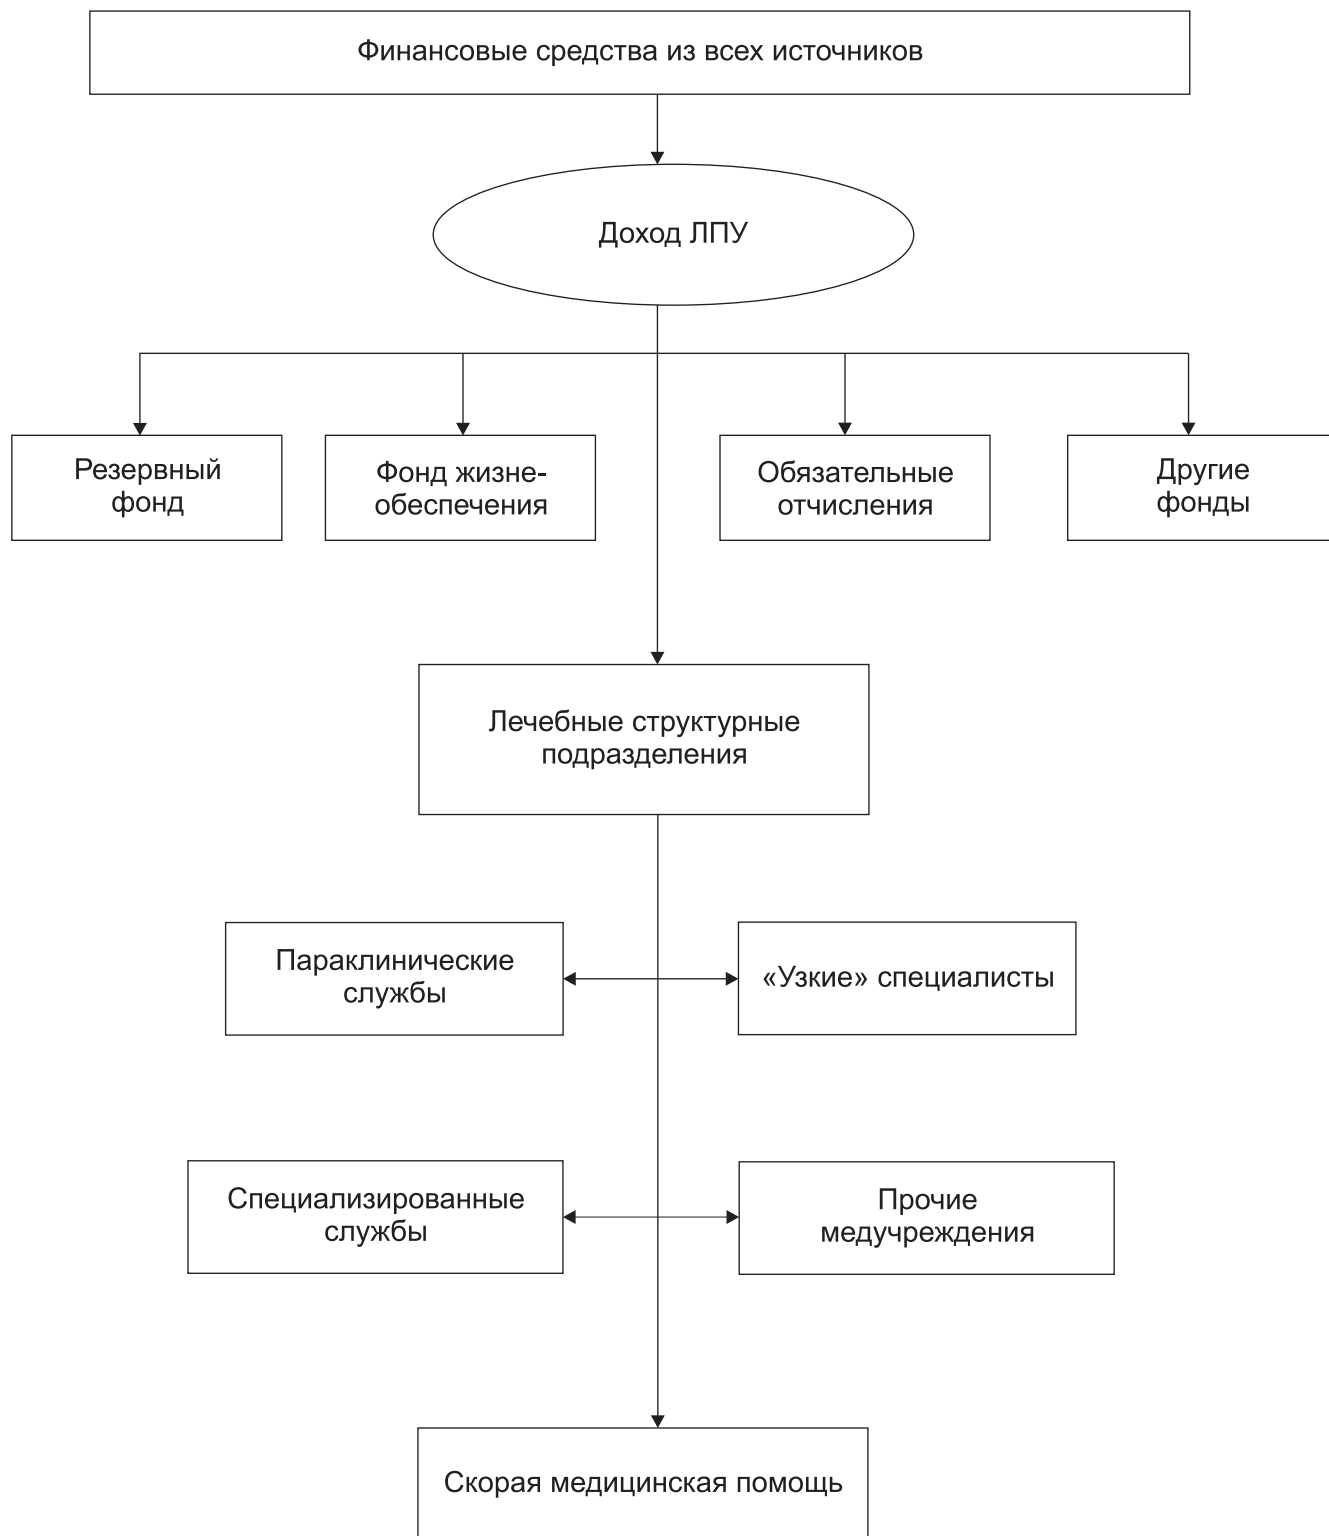 Финансовые средства из всех источников
Доход ЛПУ
Резервный
фонд
Фонд жизне-
обеспечения
Обязательные
отчисления
Другие
фонды
Лечебные структурные
подразделения
Параклинические
службы
«Узкие» специалисты
Специализированные
службы
Прочие
медучреждения
Скорая медицинская помощь